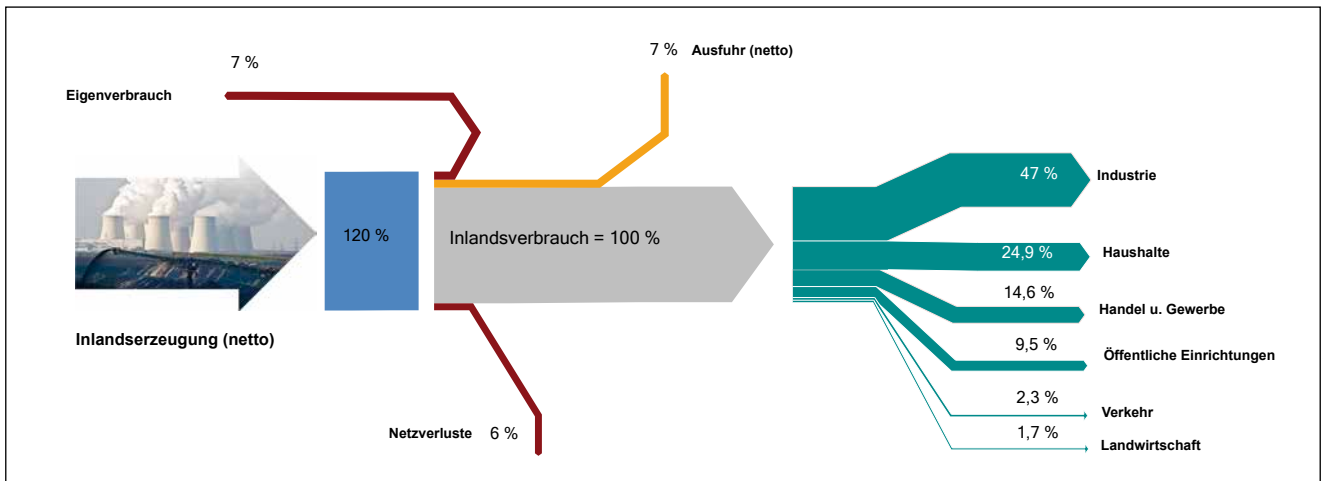 7 %
Eigenverbrauch
7 % Ausfuhr (netto)
120 %
Inlandsverbrauch = 100 %
Inlandserzeugung (netto)
Netzverluste 6 %
47 % Industrie
24,9 % Haushalte
14,6 % Handel u. Gewerbe
9,5 % Öffentliche Einrichtungen
2,3 % Verkehr
1,7 % Landwirtschaft